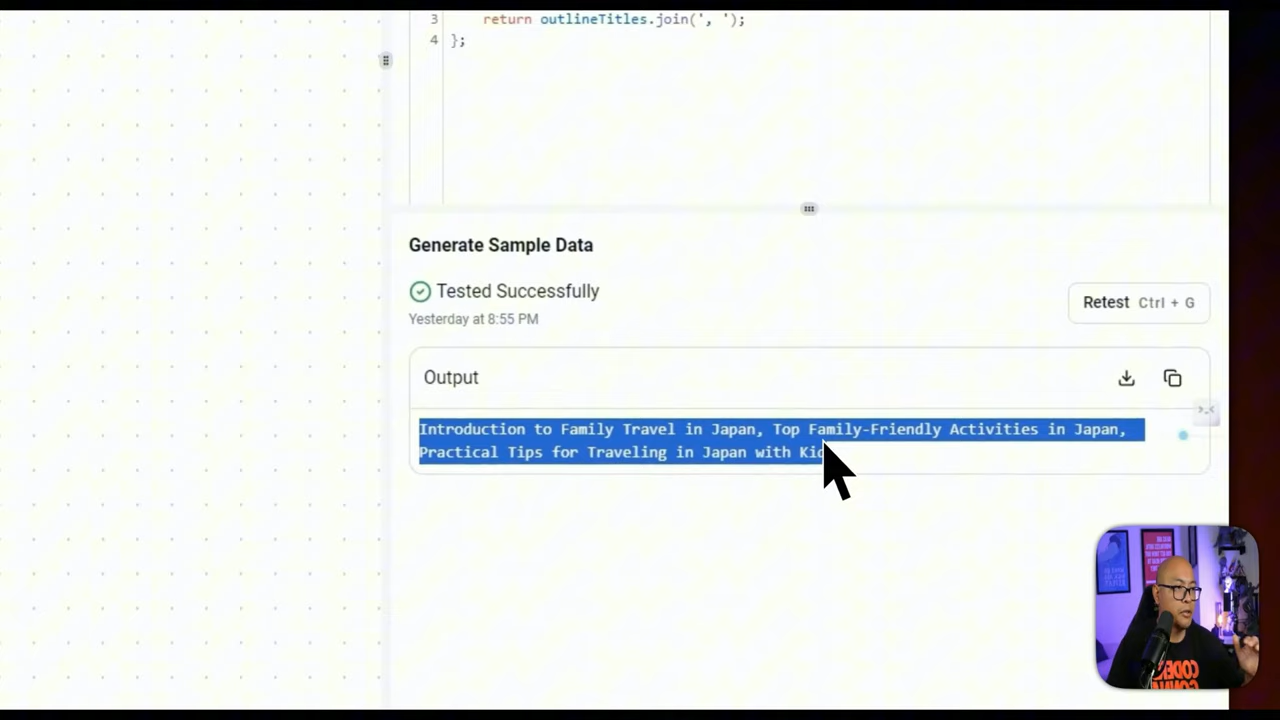 3 return outlineTitles.join(', ');
4 };
Generate Sample Data
Tested Successfully
Yesterday at 8:55 PM
Retest Ctrl + G
Output
Introduction to Family Travel in Japan, Top Family-Friendly Activities in Japan,
Practical Tips for Traveling in Japan with